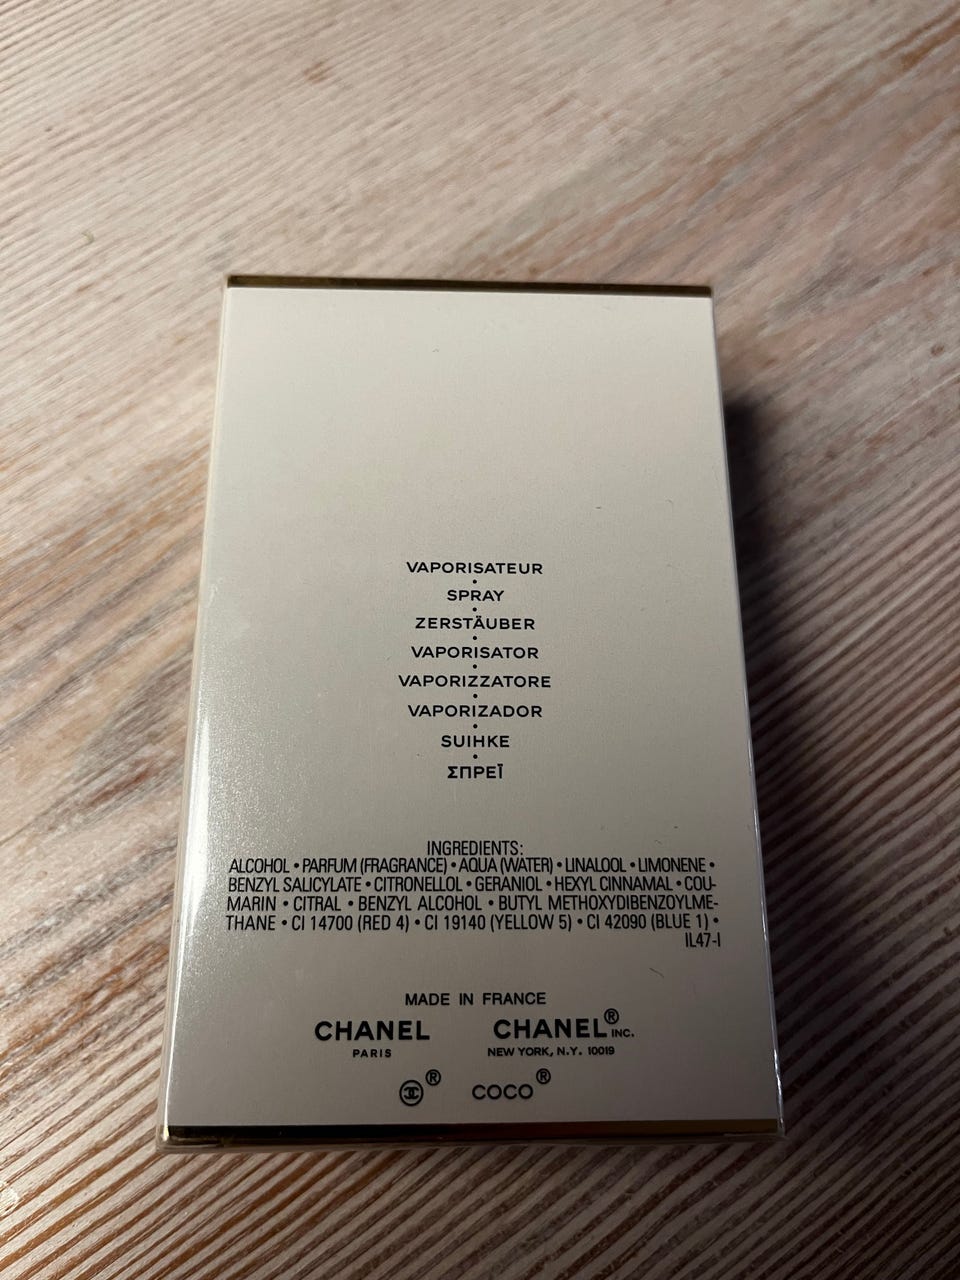 VAPORISATEUR
•
SPRAY
•
ZERSTÄUBER
•
VAPORISATOR
•
VAPORIZZATORE
•
VAPORIZADOR
•
SUIHKE
•
ΣΠΡΕΪ
INGREDIENTS:
ALCOHOL • PARFUM (FRAGRANCE) • AQUA (WATER) • LINALOOL • LIMONENE •
BENZYL SALICYLATE • CITRONELLOL • GERANIOL • HEXYL CINNAMAL • COU-
MARIN • CITRAL • BENZYL ALCOHOL • BUTYL METHOXYDIBENZOYLME-
THANE • CI 14700 (RED 4) • CI 19140 (YELLOW 5) • CI 42090 (BLUE 1) •
IL47-I
MADE IN FRANCE
CHANEL CHANEL® INC.
PARIS NEW YORK, N.Y. 10019
® COCO®